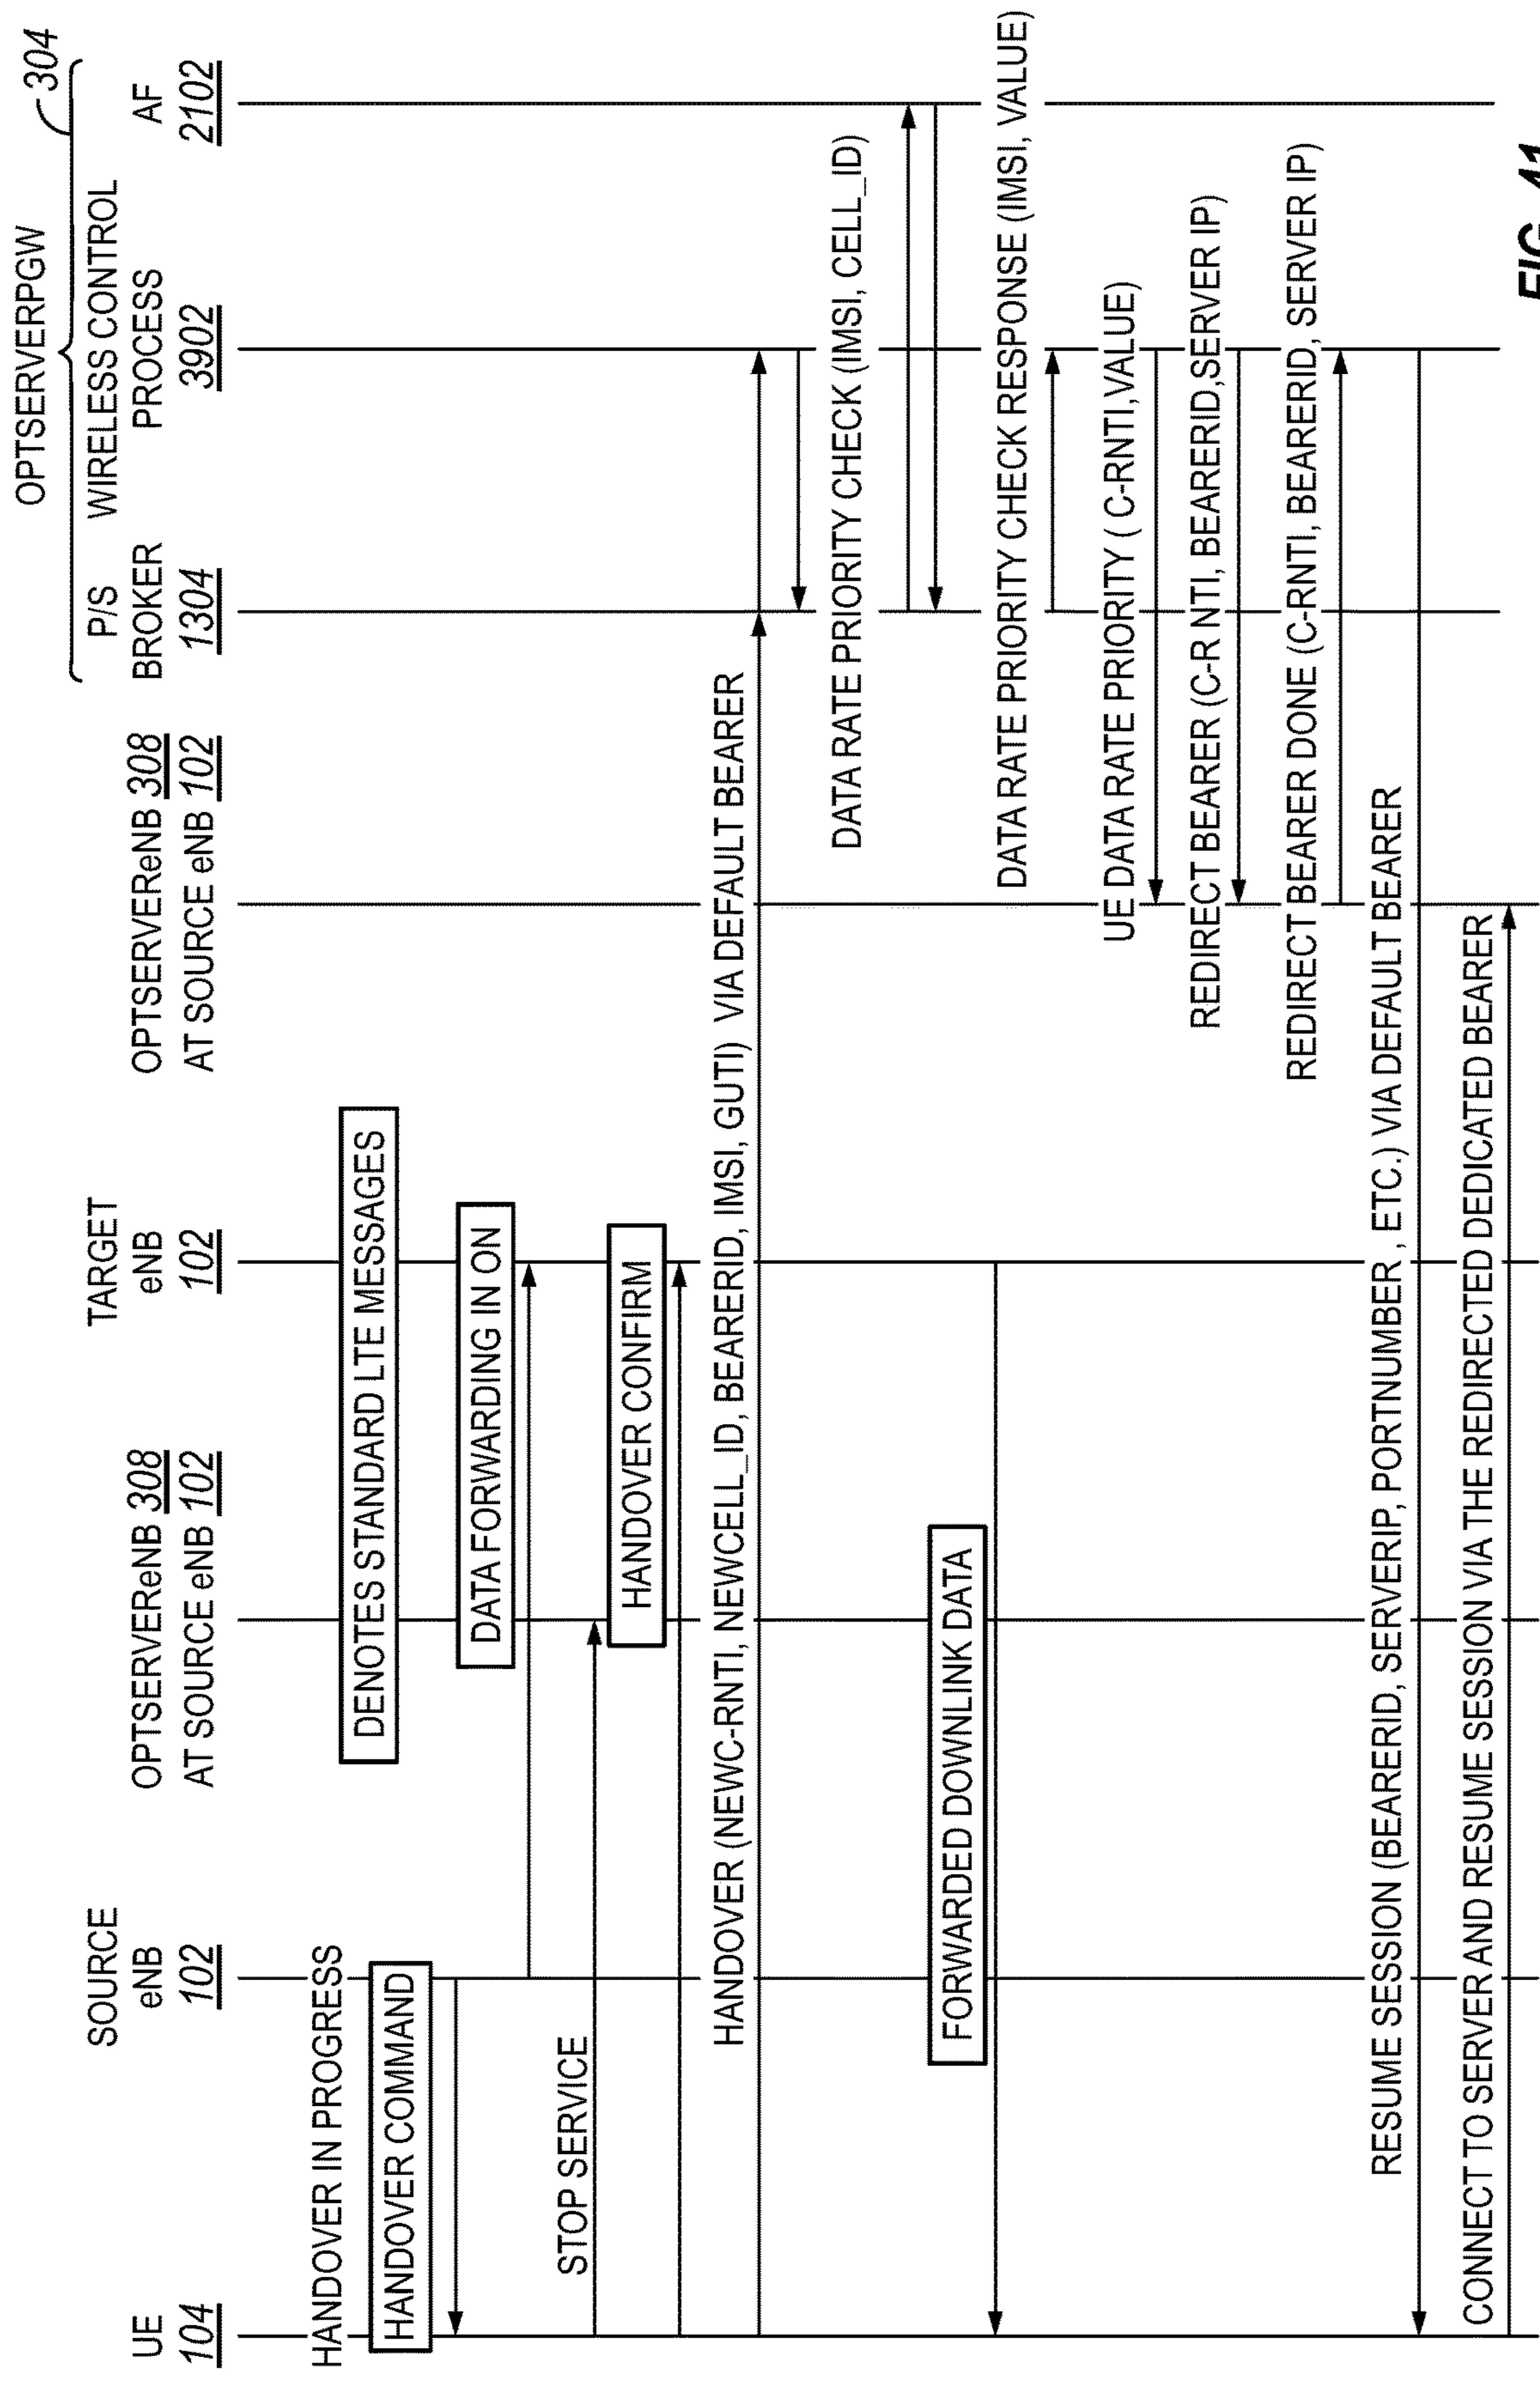 OPTSERVERPGW
304
UE
104
SOURCE
eNB
102
OPTSERVEReNB 308
AT SOURCE eNB 102
TARGET
eNB
102
OPTSERVEReNB 308
AT SOURCE eNB 102
P/S
BROKER
1304
WIRELESS CONTROL
PROCESS
3902
AF
2102
HANDOVER IN PROGRESS
DENOTES STANDARD LTE MESSAGES
HANDOVER COMMAND
DATA FORWARDING IN ON
STOP SERVICE
HANDOVER CONFIRM
HANDOVER (NEWC-RNTI, NEWCELL_ID, BEARERID, IMSI, GUTI) VIA DEFAULT BEARER
DATA RATE PRIORITY CHECK (IMSI, CELL_ID)
FORWARDED DOWNLINK DATA
DATA RATE PRIORITY CHECK RESPONSE (IMSI, VALUE)
UE DATA RATE PRIORITY ( C-RNTI,VALUE)
REDIRECT BEARER (C-R NTI, BEARERID,SERVER IP)
REDIRECT BEARER DONE (C-RNTI, BEARERID, SERVER IP)
RESUME SESSION (BEARERID, SERVERIP, PORTNUMBER , ETC.) VIA DEFAULT BEARER
CONNECT TO SERVER AND RESUME SESSION VIA THE REDIRECTED DEDICATED BEARER
FIG. 41